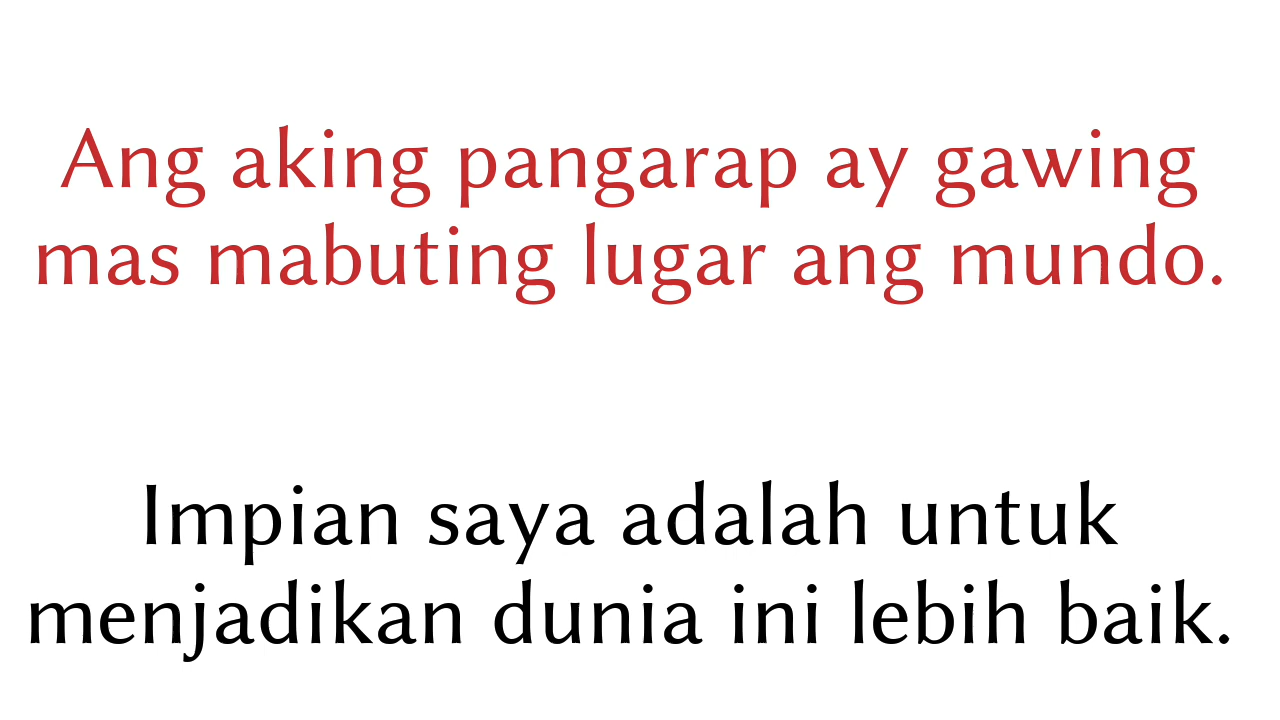 Ang aking pangarap ay gawing
mas mabuting lugar ang mundo.
Impian saya adalah untuk
menjadikan dunia ini lebih baik.